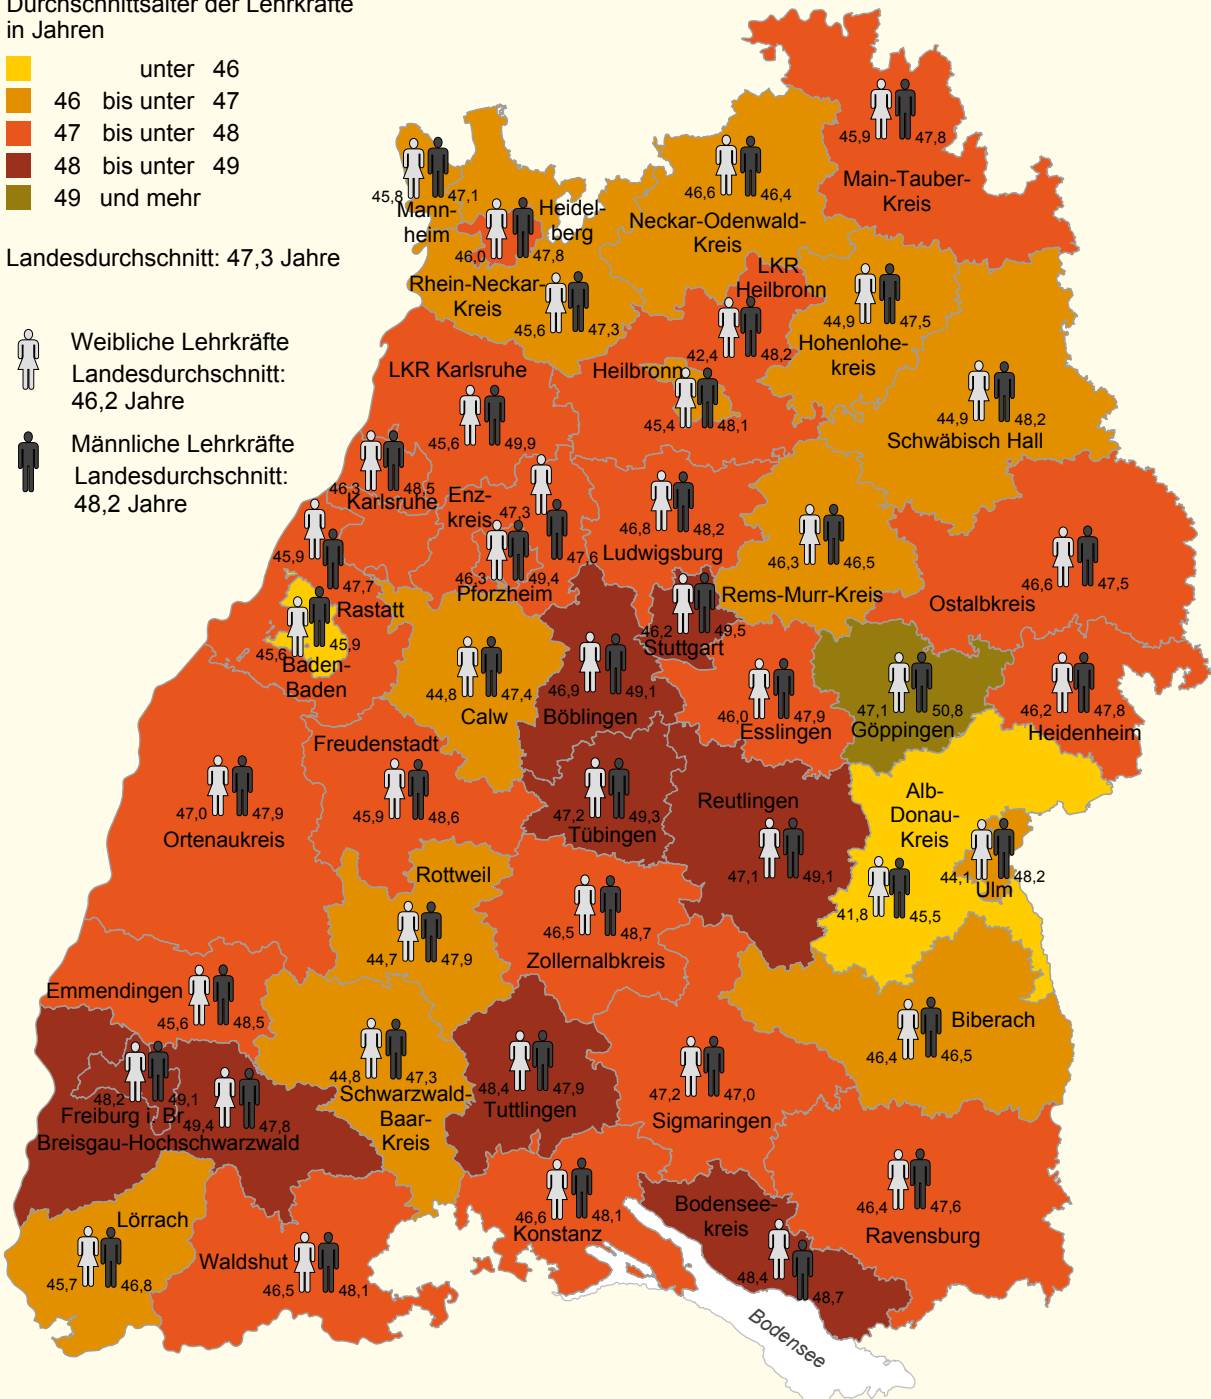 Durchschnittsalter der Lehrkräfte
in Jahren
unter 46
46 bis unter 47
47 bis unter 48
48 bis unter 49
49 und mehr
Landesdurchschnitt: 47,3 Jahre
Weibliche Lehrkräfte
Landesdurchschnitt:
46,2 Jahre
Männliche Lehrkräfte
Landesdurchschnitt:
48,2 Jahre
45,9 47,8
Main-Tauber-
Kreis
46,6 46,4
Neckar-Odenwald-
Kreis
45,8 47,1
Mann-
heim
Heidel-
berg
46,0 47,8
Rhein-Neckar-
Kreis
45,6 47,3
LKR
Heilbronn
42,4 48,2
44,9 47,5
Hohenlohe-
kreis
Heilbronn
45,4 48,1
44,9 48,2
Schwäbisch Hall
LKR Karlsruhe
45,6 49,9
46,3 48,5
Karlsruhe
Enz-
kreis
47,3 47,6
46,3 49,4
Pforzheim
46,8 48,2
Ludwigsburg
46,3 46,5
Rems-Murr-Kreis
46,6 47,5
Ostalbkreis
45,9 47,7
Rastatt
45,6 45,9
Baden-
Baden
44,8 47,4
Calw
46,9 49,1
Böblingen
46,2 49,5
Stuttgart
46,0 47,9
Esslingen
47,1 50,8
Göppingen
46,2 47,8
Heidenheim
47,0 47,9
Ortenaukreis
Freudenstadt
45,9 48,6
47,2 49,3
Tübingen
Reutlingen
47,1 49,1
Alb-
Donau-
Kreis
41,8 45,5
44,1 48,2
Ulm
Rottweil
44,7 47,9
46,5 48,7
Zollernalbkreis
Emmendingen
45,6 48,5
46,4 46,5
Biberach
48,2 49,1
Freiburg i. Br.
49,4 47,8
Breisgau-Hochschwarzwald
44,8 47,3
Schwarzwald-
Baar-
Kreis
48,4 47,9
Tuttlingen
47,2 47,0
Sigmaringen
Lörrach
45,7 46,8
Waldshut
46,5 48,1
46,6 48,1
Konstanz
Bodensee-
kreis
48,4 48,7
46,4 47,6
Ravensburg
Bodensee